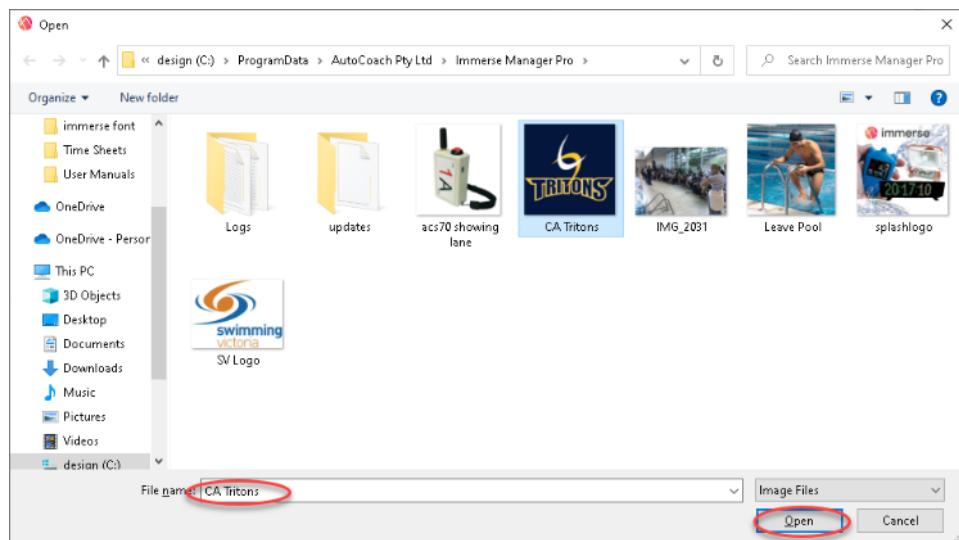 Open
« design (C:) > ProgramData > AutoCoach Pty Ltd > Immerse Manager Pro >
Search Immerse Manager Pro
Organize
New folder
immerse font
Time Sheets
User Manuals
OneDrive
OneDrive - Person
This PC
3D Objects
Desktop
Documents
Downloads
Music
Pictures
Videos
design (C:)
1A
TRITONS
immerse
20:17:10
Logs
updates
acs70 showing
lane
CA Tritons
IMG_2031
Leave Pool
splashlogo
swimming
victoria
SV Logo
File name:
CA Tritons
Image Files
Open
Cancel